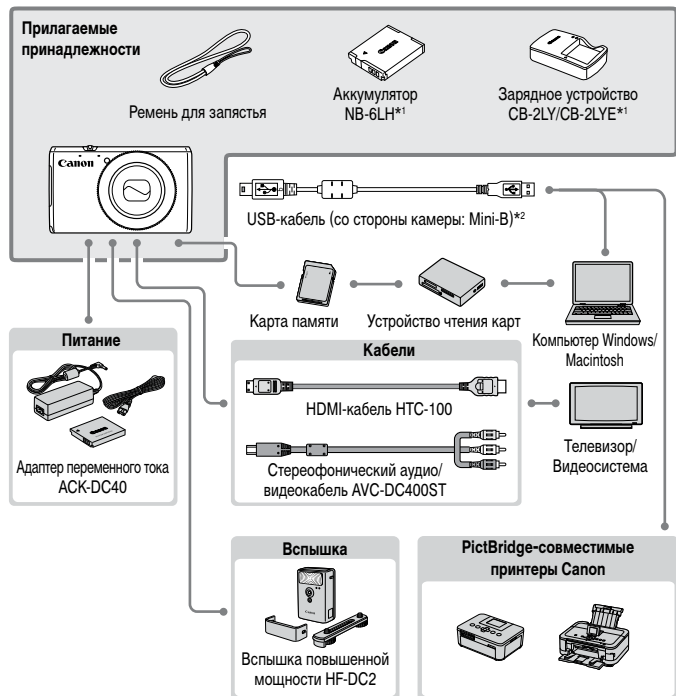 Прилагаемые
принадлежности
Ремень для запястья
Canon
Аккумулятор
NB-6LH*1
Зарядное устройство
CB-2LY/CB-2LYE*1
Canon
USB-кабель (со стороны камеры: Mini-B)*2
Карта памяти
Устройство чтения карт
Компьютер Windows/
Macintosh
Питание
Адаптер переменного тока
ACK-DC40
Кабели
HDMI-кабель HTC-100
Стереофонический аудио/
видеокабель AVC-DC400ST
Телевизор/
Видеосистема
Вспышка
Canon
Вспышка повышенной
мощности HF-DC2
PictBridge-совместимые
принтеры Canon